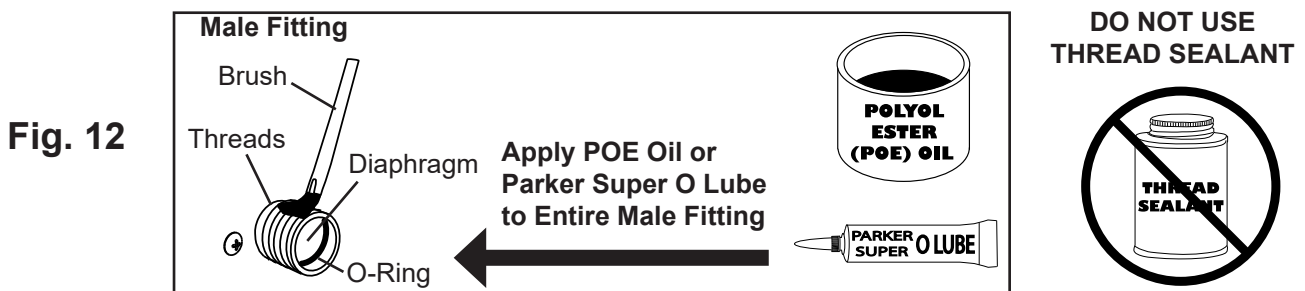 Fig. 12
Male Fitting
Brush
Threads
Diaphragm
O-Ring
Apply POE Oil or
Parker Super O Lube
to Entire Male Fitting
POLYOL
ESTER
(POE) OIL
PARKER
SUPER O LUBE
DO NOT USE
THREAD SEALANT
THREAD
SEALANT